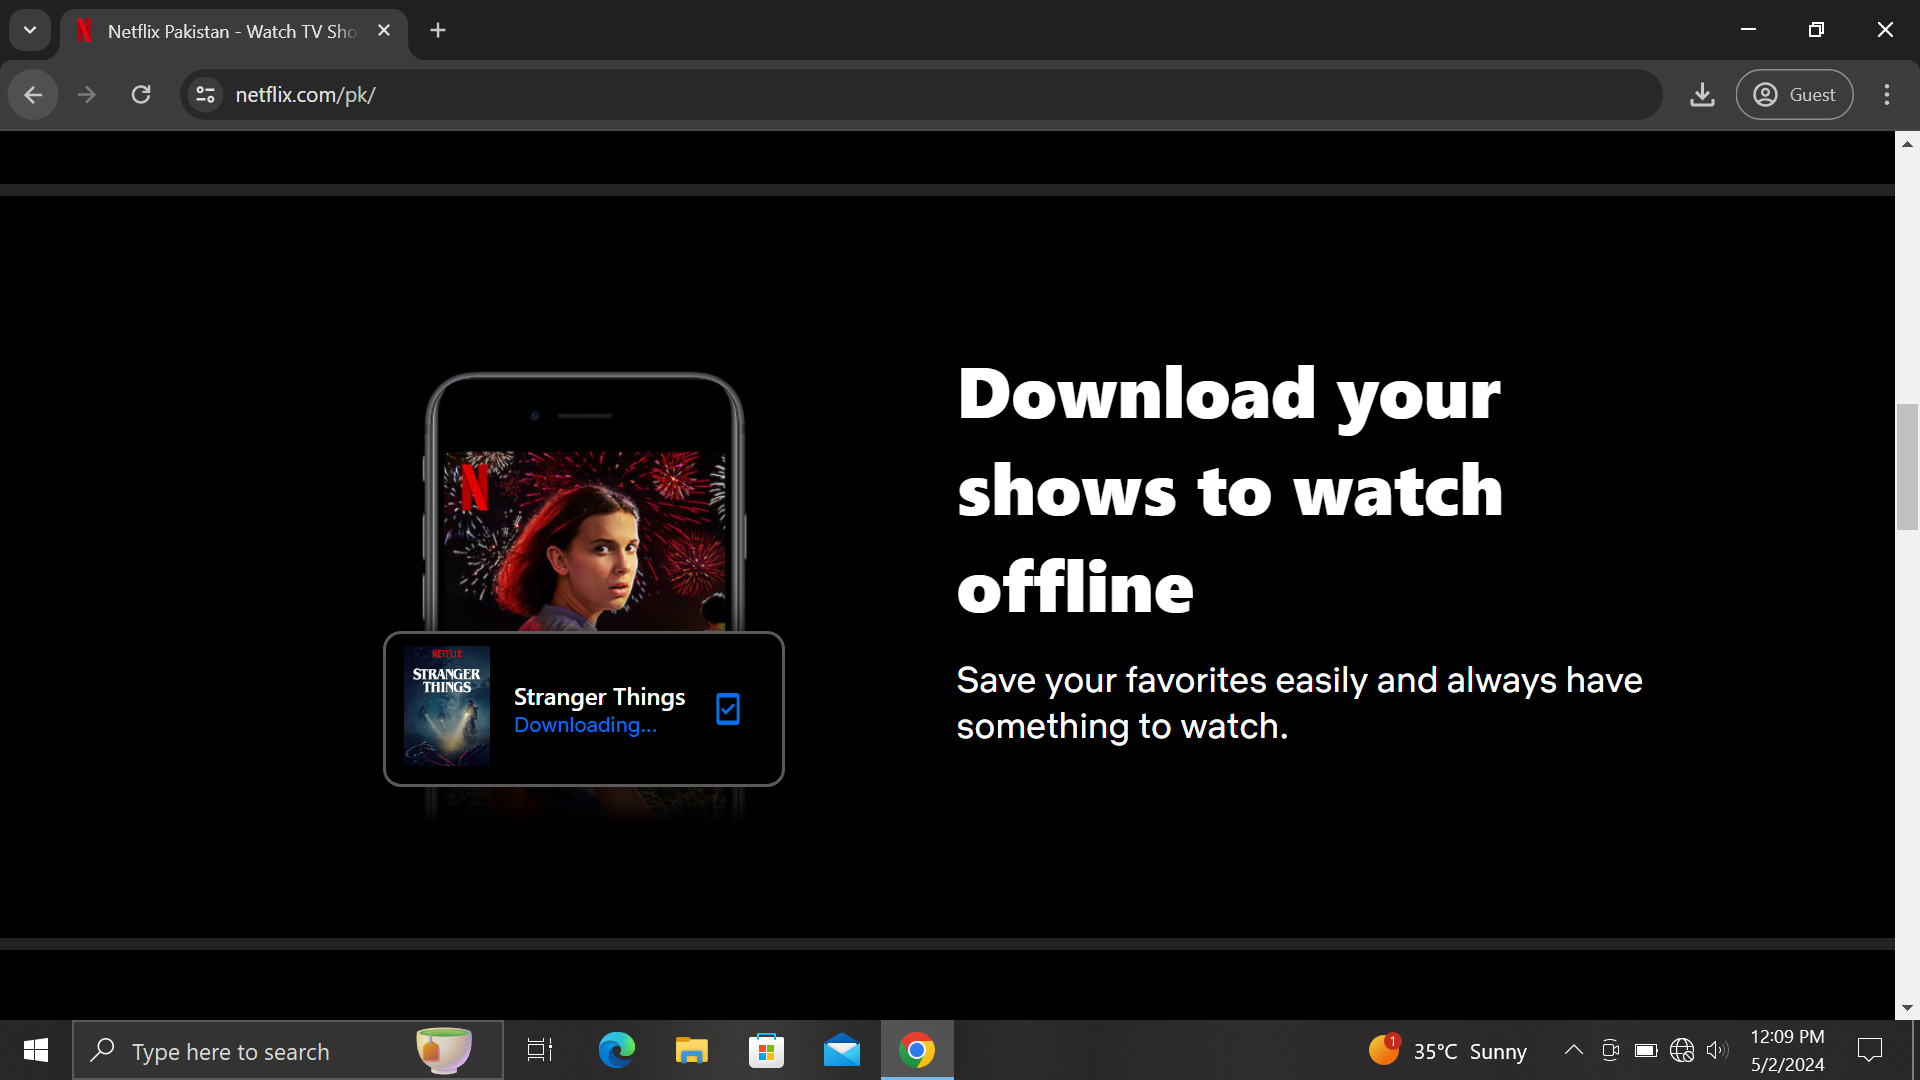 Netflix Pakistan - Watch TV Sho
netflix.com/pk/
Guest
Download your
shows to watch
offline
Save your favorites easily and always have
something to watch.
N
NETFLIX
STRANGER
THINGS
Stranger Things
Downloading...
Type here to search
1
35°C Sunny
12:09 PM
5/2/2024